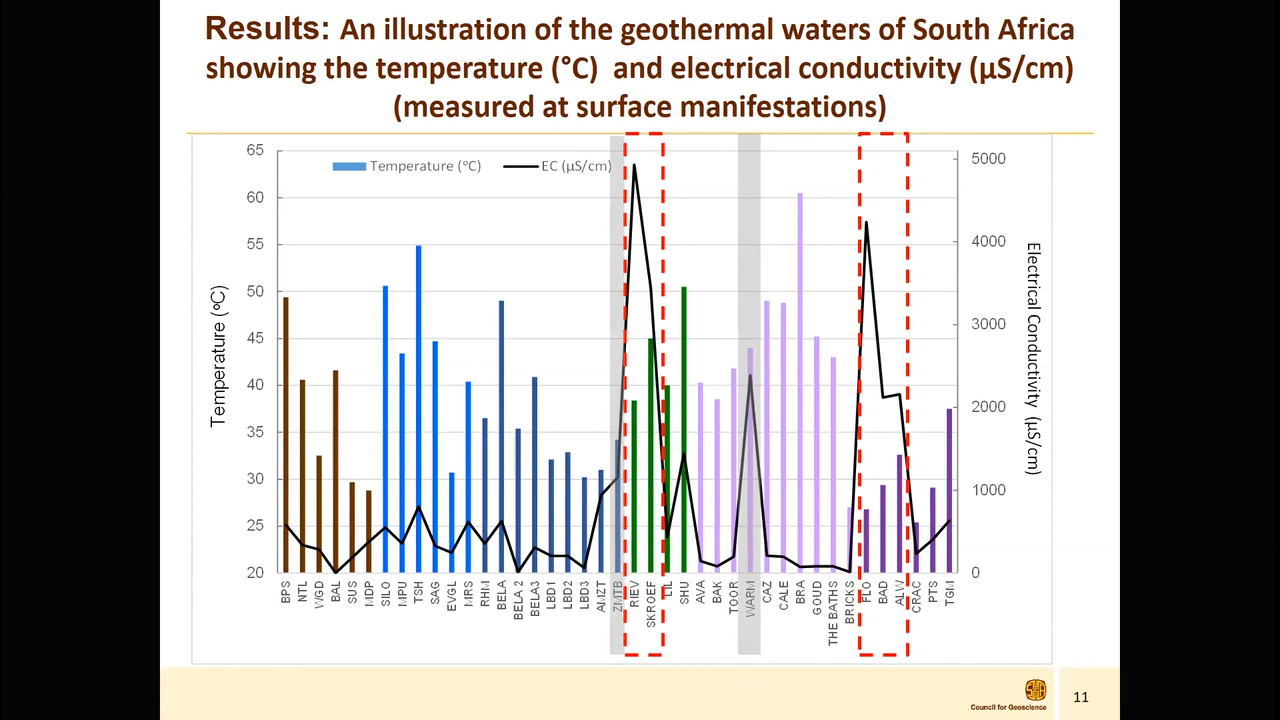 Results: An illustration of the geothermal waters of South Africa
showing the temperature (°C) and electrical conductivity (µS/cm)
(measured at surface manifestations)
Temperature (°C)
EC (µS/cm)
65
60
55
50
45
40
35
30
25
20
Temperature (°C)
5000
4000
3000
2000
1000
0
Electrical Conductivity (µS/cm)
BPS
NTL
WGD
BAL
SUS
MDP
SILO
MPU
TSH
SAG
EVGL
MRS
RHM
BELA
BELA 2
BELA3
LBD1
LBD2
LBD3
AMZT
ZMTB
RIEV
SKROEF
LIL
SHU
AVA
BAK
TOOR
WARM
CAZ
CALE
BRA
GOUD
THE BATHS
BRICKS
FLO
BAD
ALW
CRAC
PTS
TGM
Council for Geoscience
11